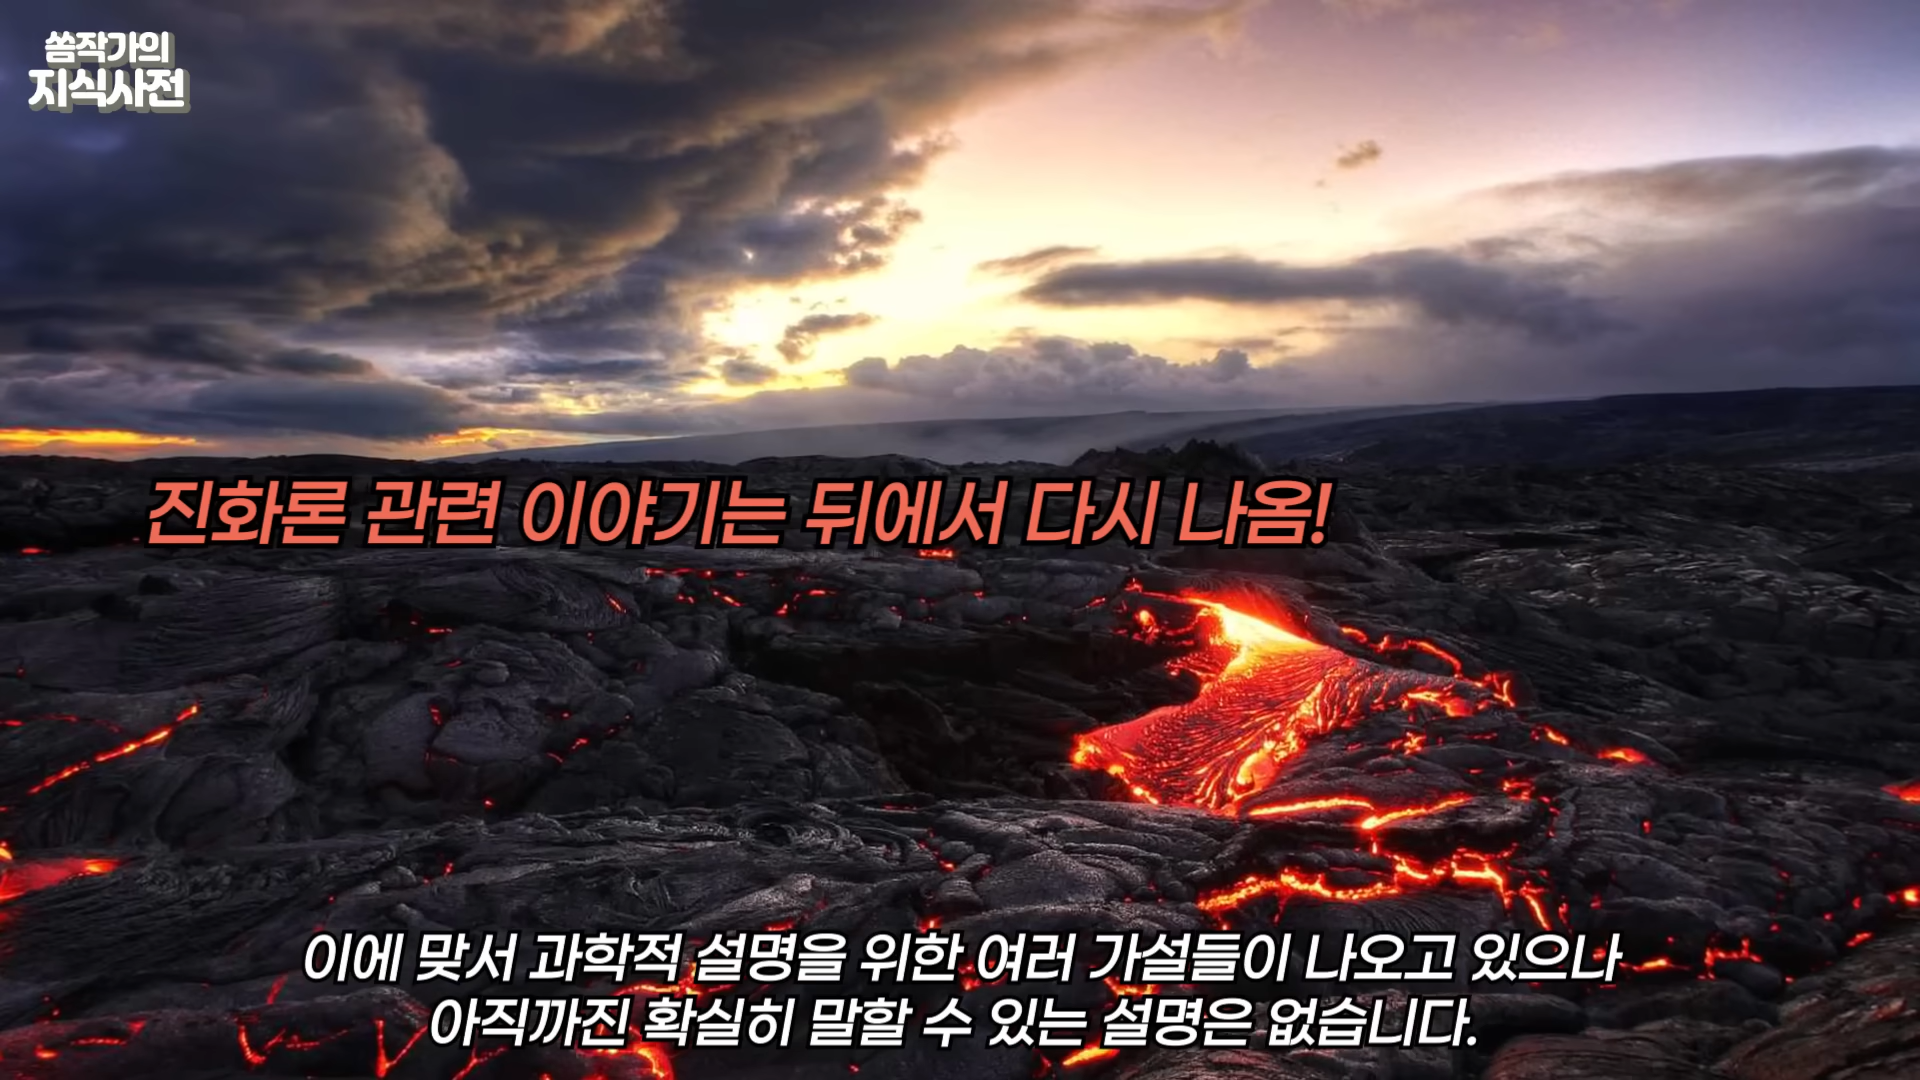 쏨작가의
지식사전
진화론 관련 이야기는 뒤에서 다시 나옴!
이에 맞서 과학적 설명을 위한 여러 가설들이 나오고 있으나
아직까진 확실히 말할 수 있는 설명은 없습니다.